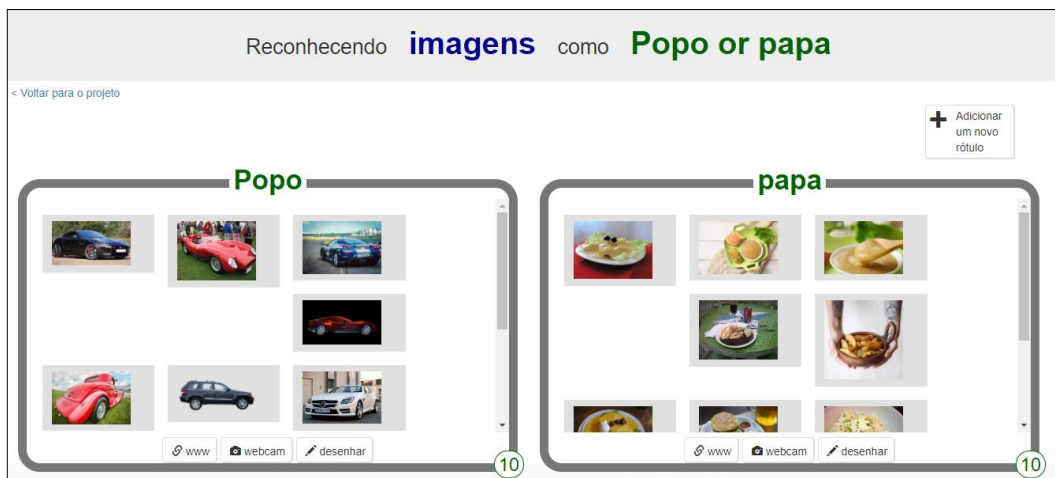 Reconhecendo imagens como Popo or papa
< Voltar para o projeto
Adicionar
um novo
rótulo
Popo
www
webcam
desenhar
10
papa
www
webcam
desenhar
10